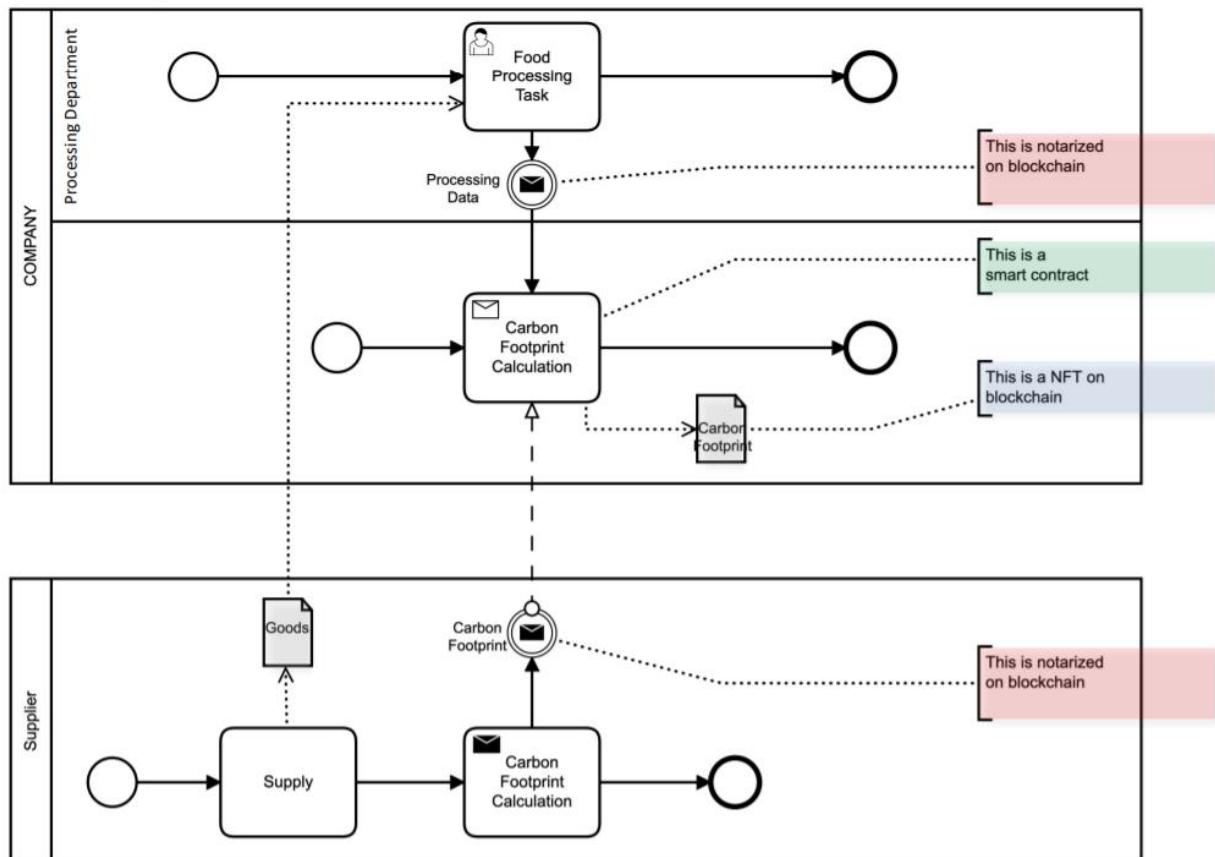 COMPANY
Processing Department
Food
Processing
Task
Processing
Data
This is notarized
on blockchain
This is a
smart contract
Carbon
Footprint
Calculation
This is a NFT on
blockchain
Carbon
Footprint
Supplier
Goods
Carbon
Footprint
This is notarized
on blockchain
Supply
Carbon
Footprint
Calculation